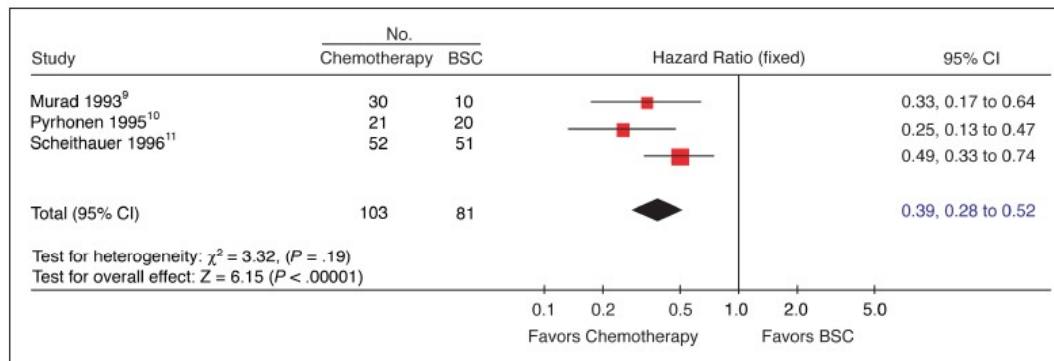 No.
Study Chemotherapy BSC Hazard Ratio (fixed) 95% CI
Murad 1993⁹ 30 10 0.33, 0.17 to 0.64
Pyrhonen 1995¹⁰ 21 20 0.25, 0.13 to 0.47
Scheithauer 1996¹¹ 52 51 0.49, 0.33 to 0.74
Total (95% CI) 103 81 0.39, 0.28 to 0.52
Test for heterogeneity: χ² = 3.32, (P = .19)
Test for overall effect: Z = 6.15 (P < .00001)
0.1 0.2 0.5 1.0 2.0 5.0
Favors Chemotherapy Favors BSC